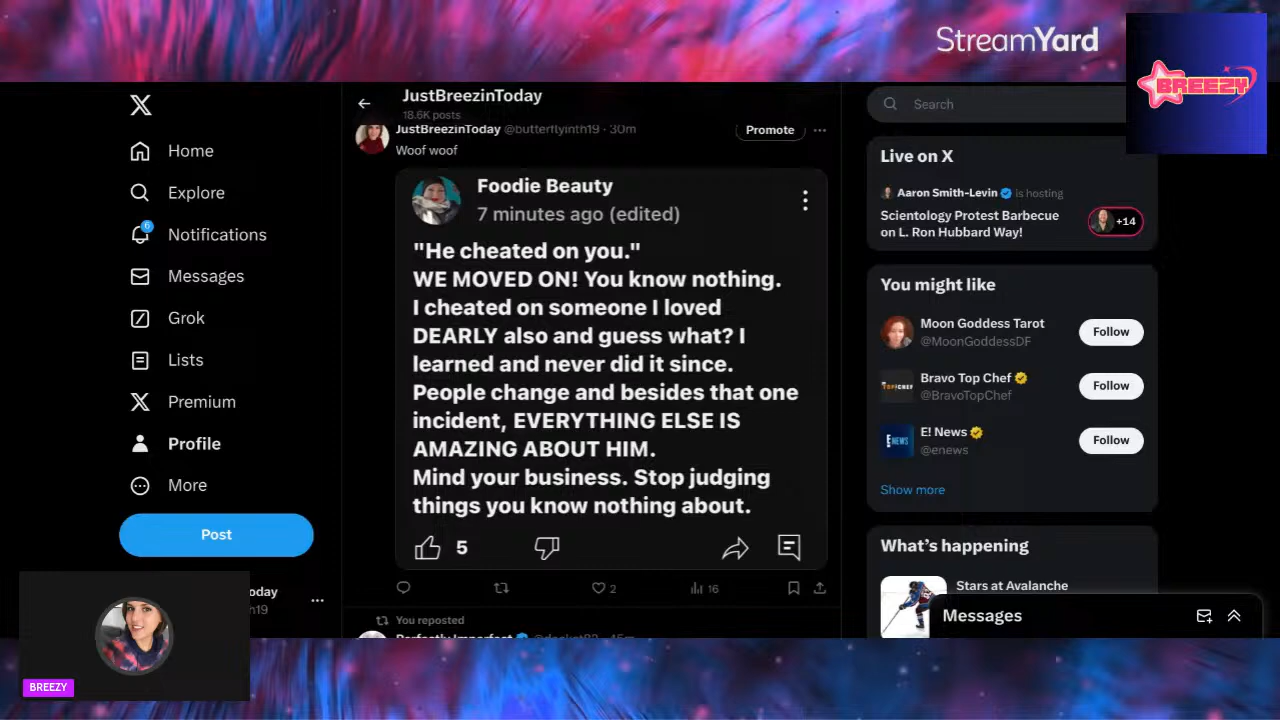 StreamYard
BREEZY
Home
Explore
6
Notifications
Messages
Grok
Lists
Premium
Profile
More
Post
oday
h19
BREEZY
JustBreezinToday
18.6K posts
JustBreezinToday @butterflyinth19 · 30m
Promote
Woof woof
Foodie Beauty
7 minutes ago (edited)
"He cheated on you."
WE MOVED ON! You know nothing.
I cheated on someone I loved
DEARLY also and guess what? I
learned and never did it since.
People change and besides that one
incident, EVERYTHING ELSE IS
AMAZING ABOUT HIM.
Mind your business. Stop judging
things you know nothing about.
5
2
16
You reposted
Perfectly Imperfect
Search
Live on X
Aaron Smith-Levin is hosting
Scientology Protest Barbecue
on L. Ron Hubbard Way!
+14
You might like
Moon Goddess Tarot
@MoonGoddessDF
Follow
Bravo Top Chef
@BravoTopChef
Follow
E! News
@enews
Follow
Show more
What's happening
Stars at Avalanche
Messages